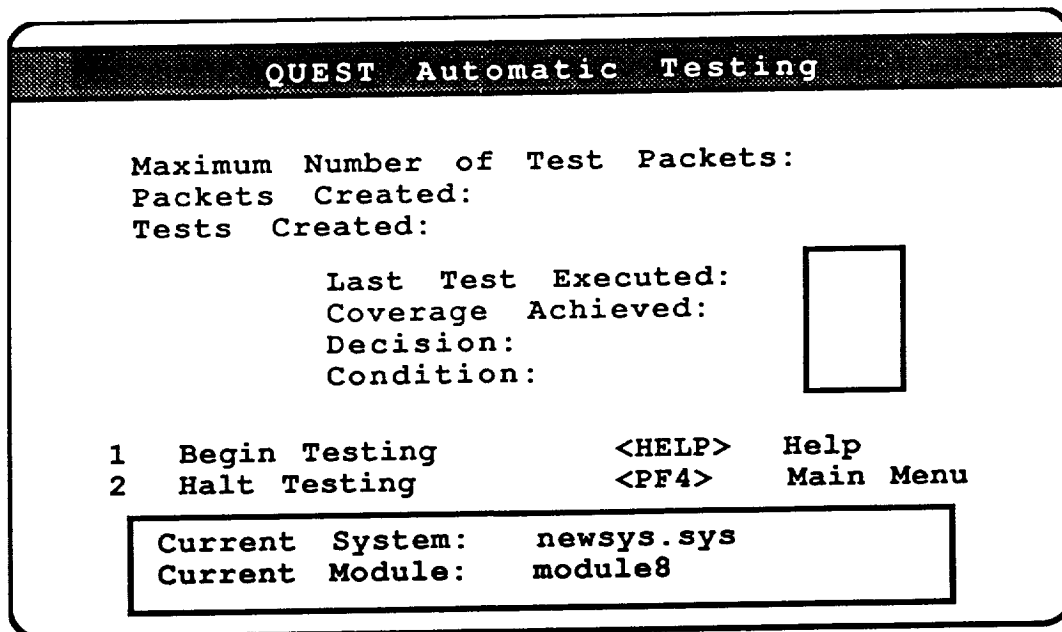 QUEST Automatic Testing
Maximum Number of Test Packets:
Packets Created:
Tests Created:
Last Test Executed:
Coverage Achieved:
Decision:
Condition:
1 Begin Testing <HELP> Help
2 Halt Testing <PF4> Main Menu
Current System: newsys.sys
Current Module: module8